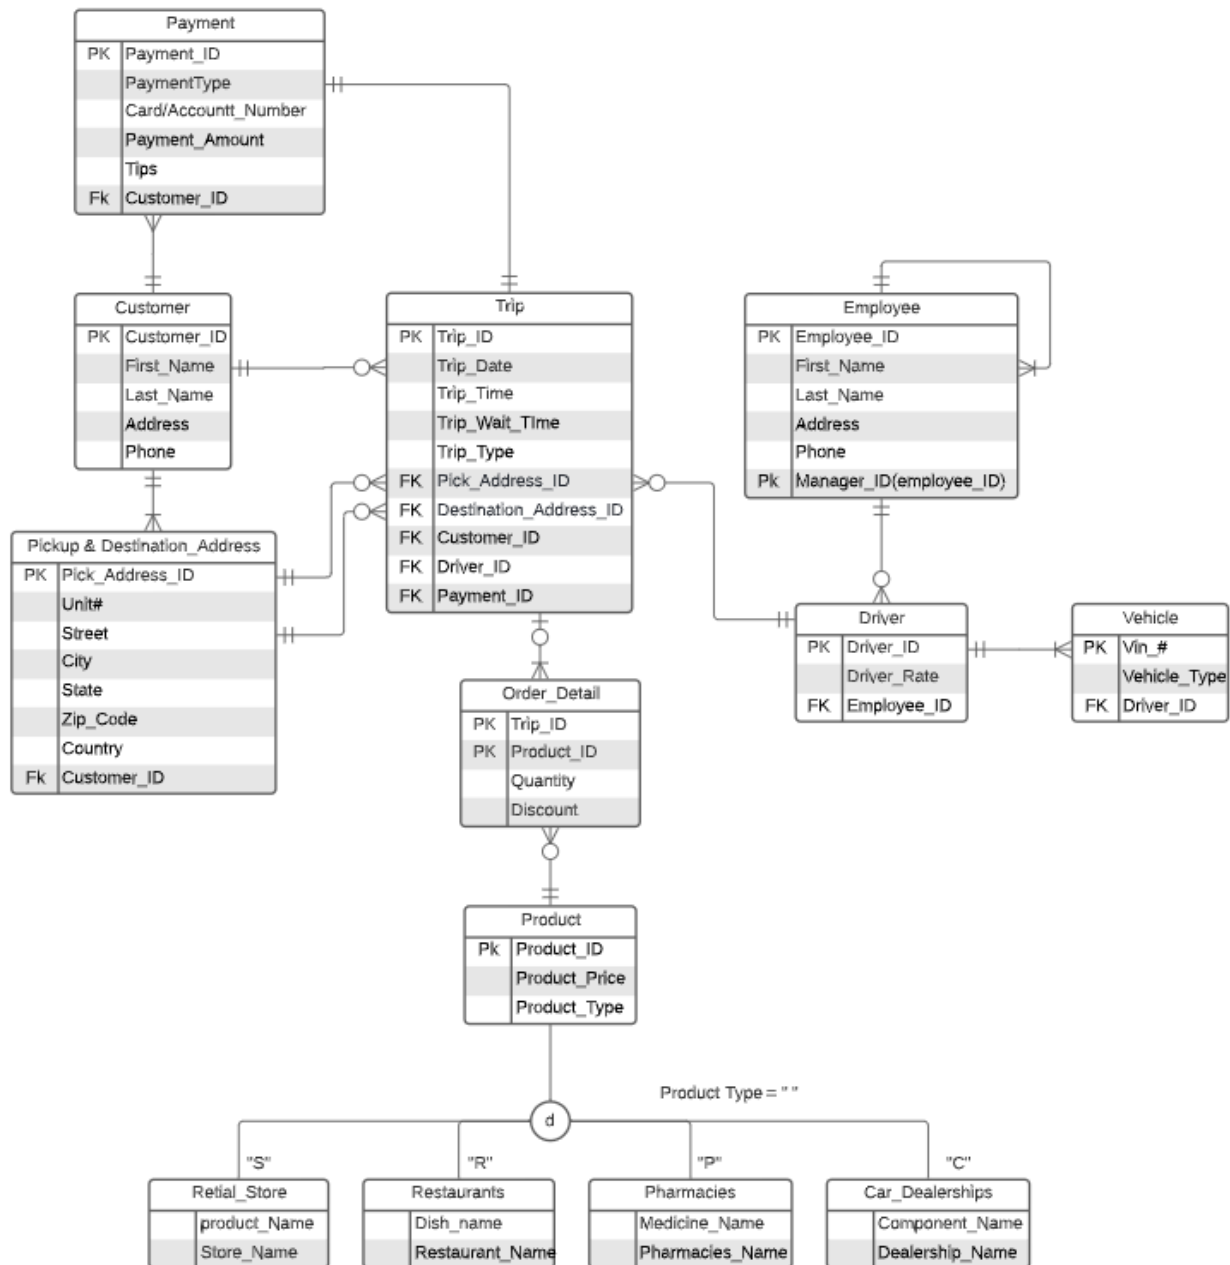 Payment
PK Payment_ID
PaymentType
Card/Accountt_Number
Payment_Amount
Tips
Fk Customer_ID
Customer
PK Customer_ID
First_Name
Last_Name
Address
Phone
Trip
PK Trip_ID
Trip_Date
Trip_Time
Trip_Wait_TIme
Trip_Type
FK Pick_Address_ID
FK Destination_Address_ID
FK Customer_ID
FK Driver_ID
FK Payment_ID
Employee
PK Employee_ID
First_Name
Last_Name
Address
Phone
Pk Manager_ID(employee_ID)
Pickup & Destination_Address
PK Pick_Address_ID
Unit#
Street
City
State
Zip_Code
Country
Fk Customer_ID
Driver
PK Driver_ID
Driver_Rate
FK Employee_ID
Vehicle
PK Vin_#
Vehicle_Type
FK Driver_ID
Order_Detail
PK Trip_ID
PK Product_ID
Quantity
Discount
Product
Pk Product_ID
Product_Price
Product_Type
Product Type = " "
d
"S"
"R"
"P"
"C"
Retial_Store
product_Name
Store_Name
Restaurants
Dish_name
Restaurant_Name
Pharmacies
Medicine_Name
Pharmacies_Name
Car_Dealerships
Component_Name
Dealership_Name